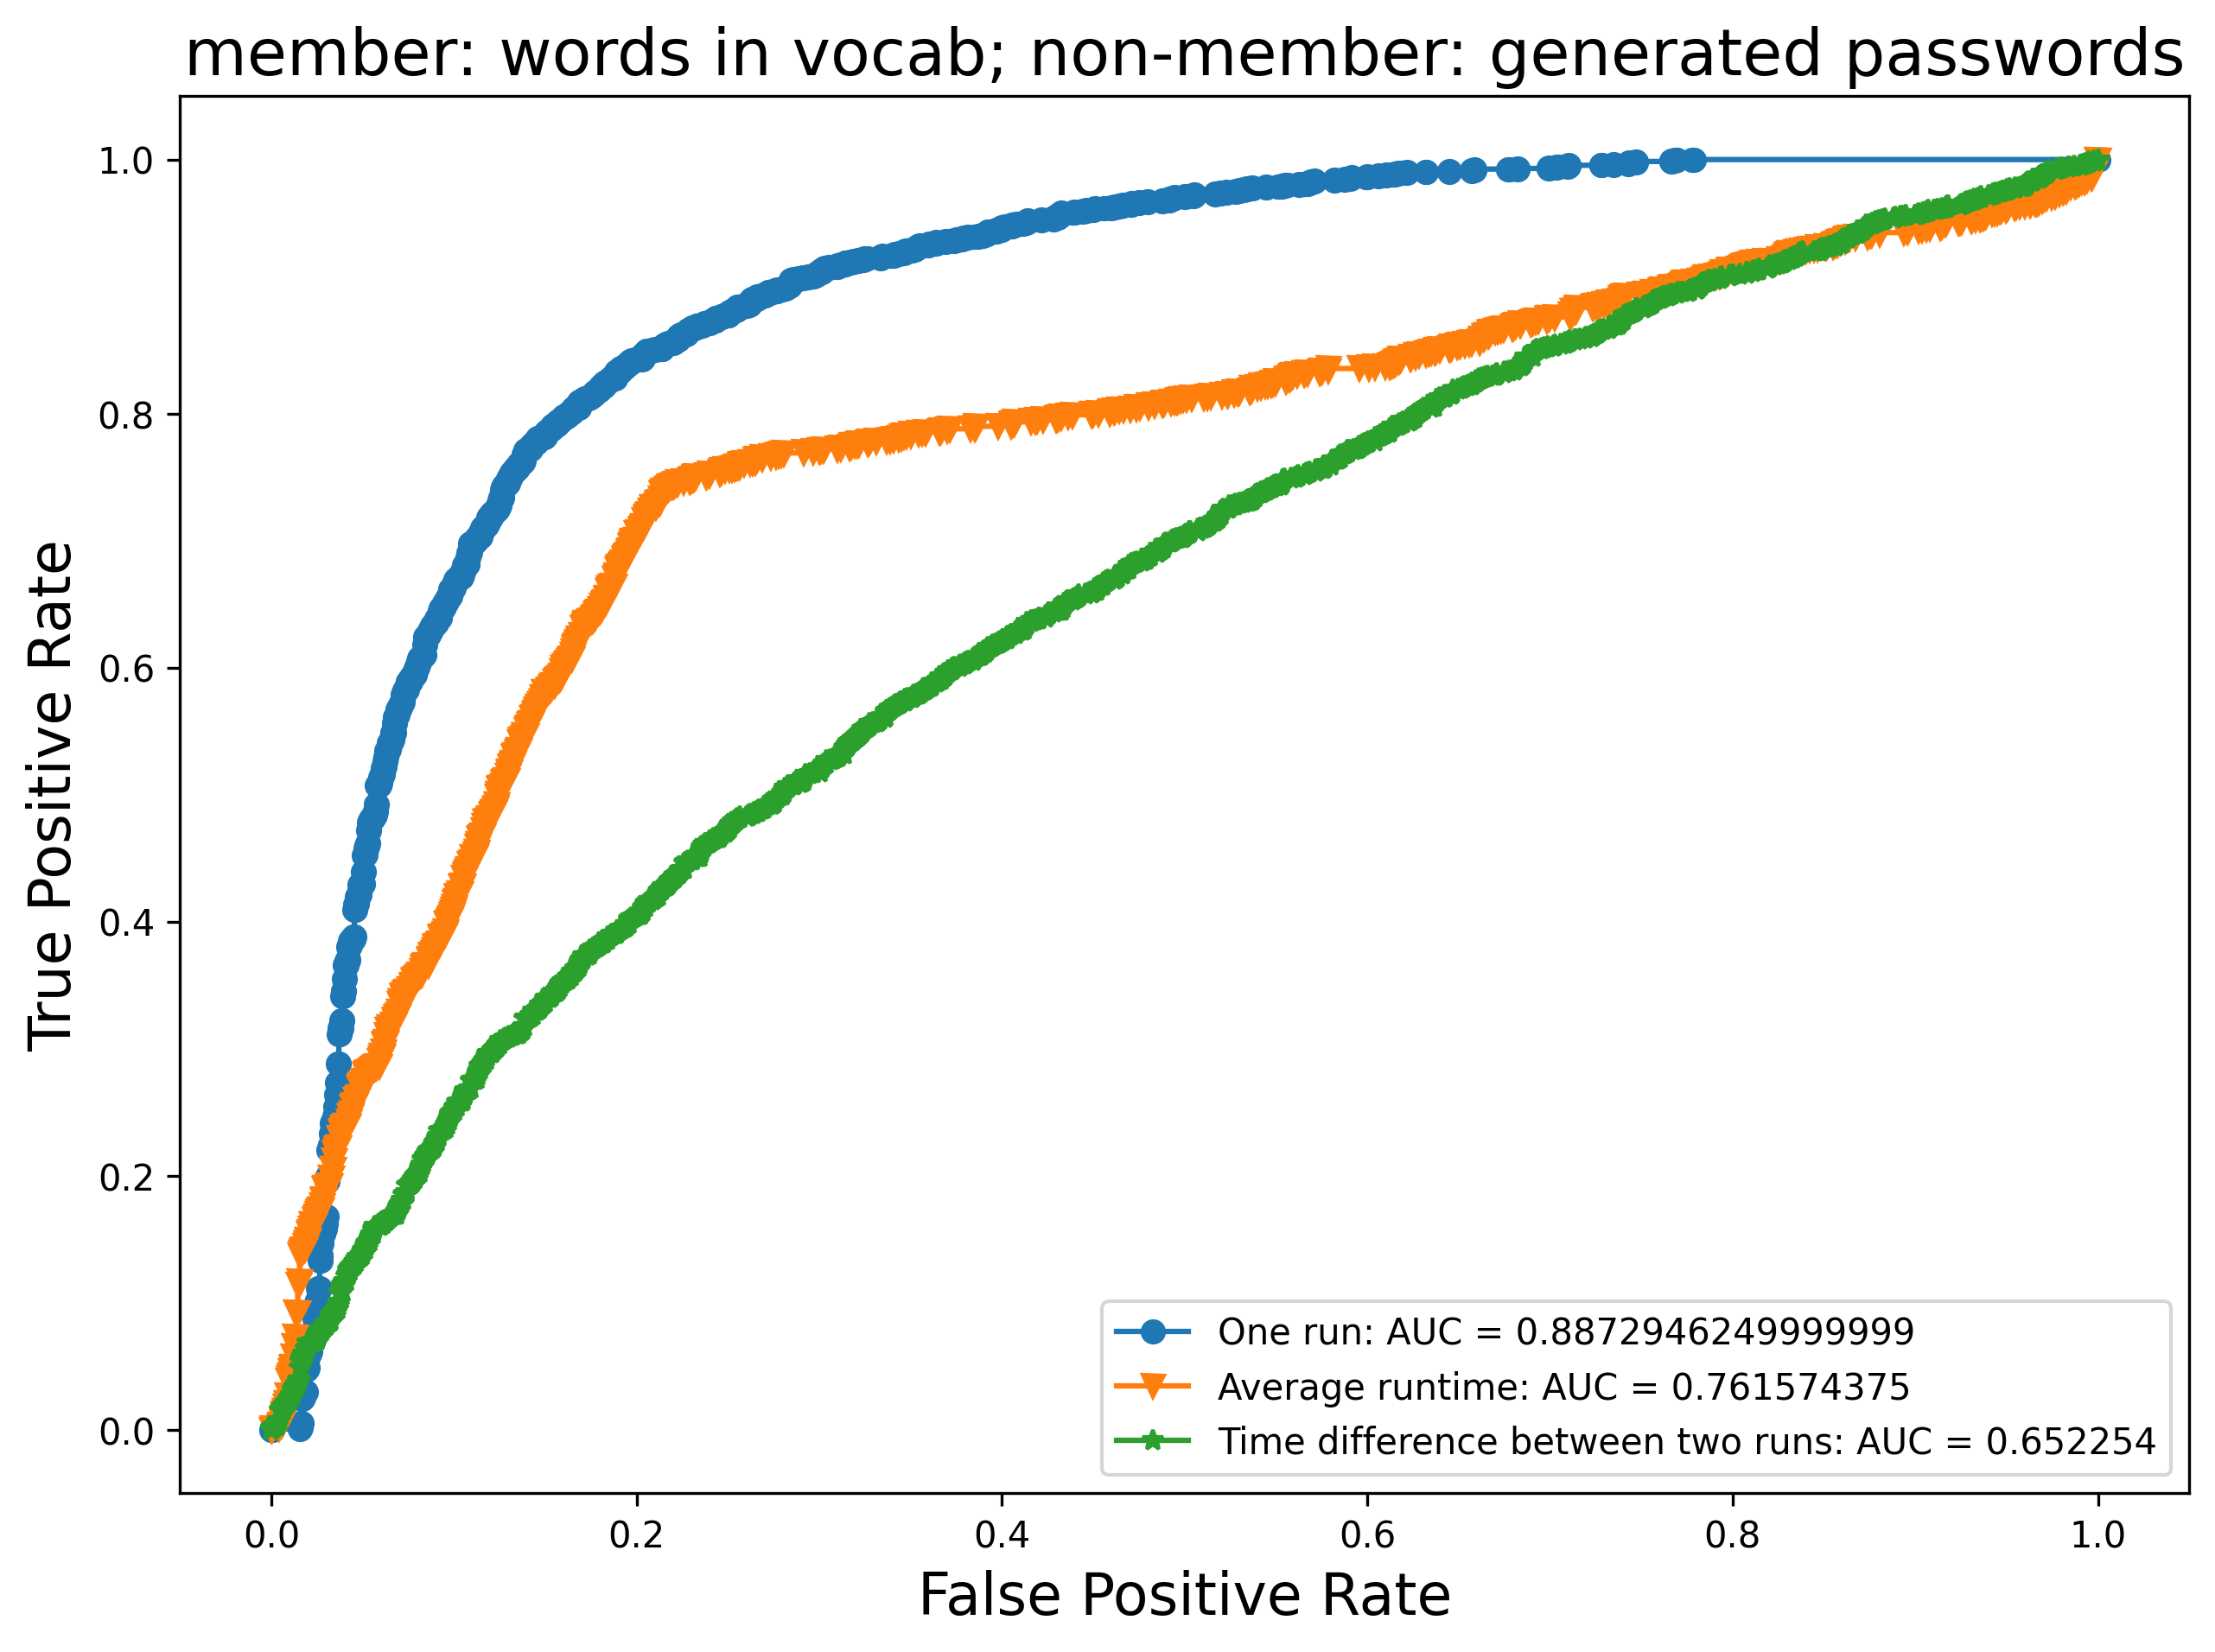 member: words in vocab; non-member: generated passwords
True Positive Rate
1.0
0.8
0.6
0.4
0.2
0.0
One run: AUC = 0.8872946249999999
Average runtime: AUC = 0.761574375
Time difference between two runs: AUC = 0.652254
0.0 0.2 0.4 0.6 0.8 1.0
False Positive Rate